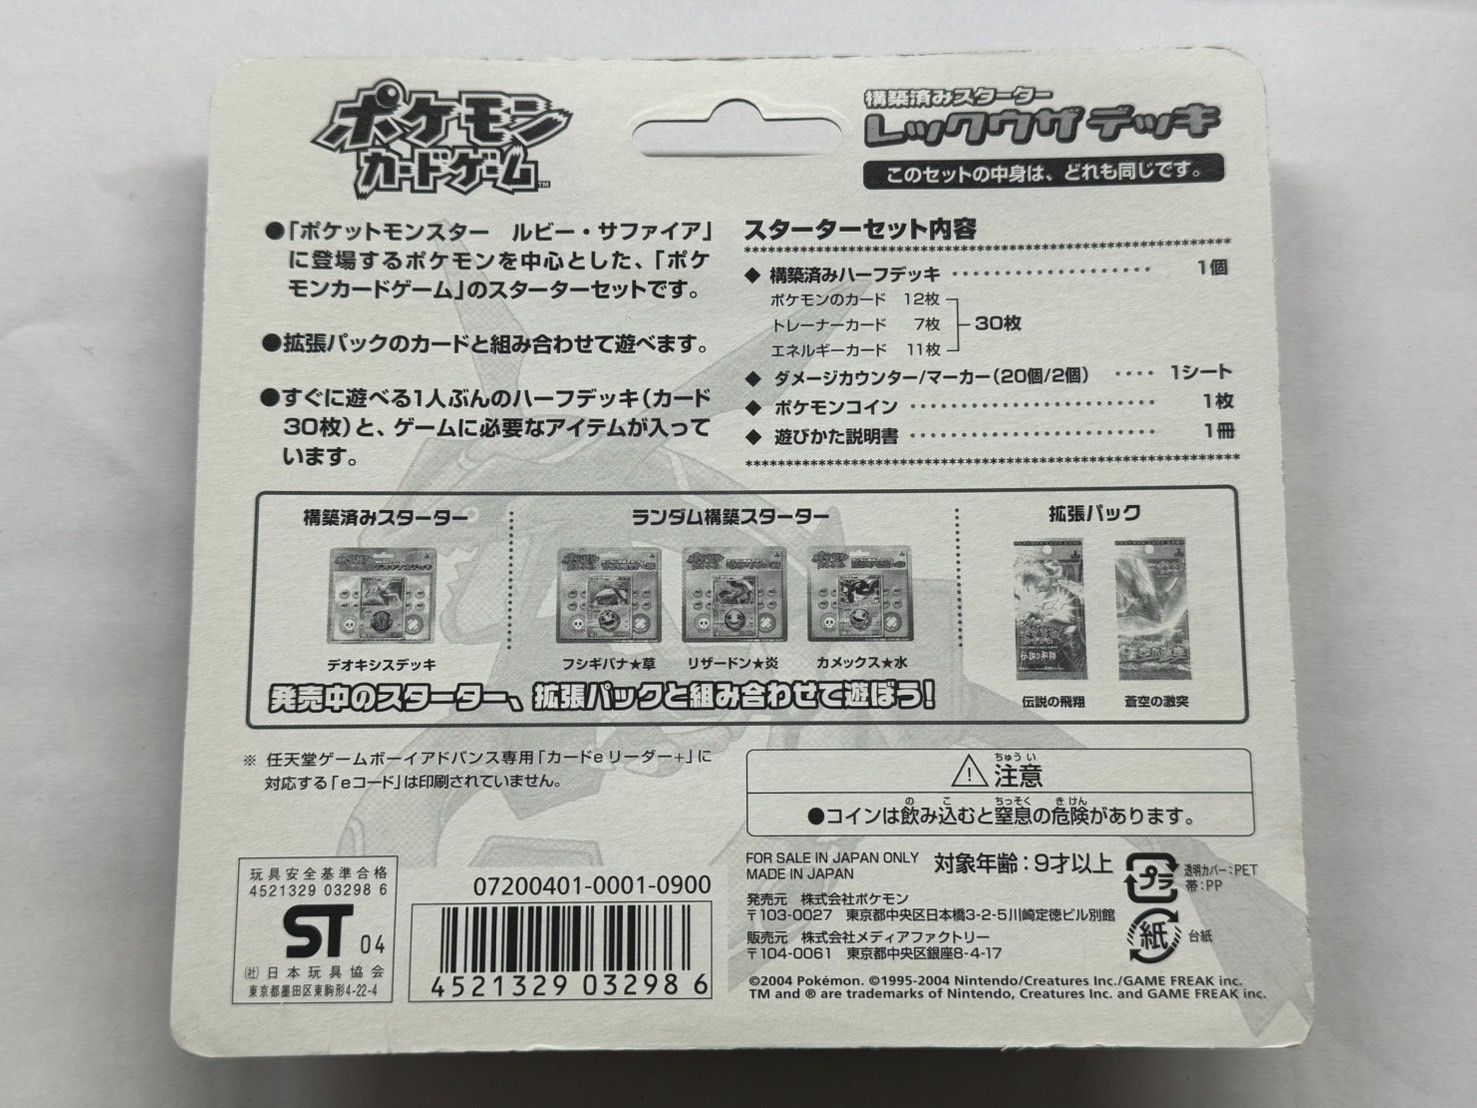 ポケモン
カードゲーム™
構築済みスターター
レックウザデッキ
このセットの中身は、どれも同じです。
●「ポケットモンスター　ルビー・サファイア」
に登場するポケモンを中心とした、「ポケ
モンカードゲーム」のスターターセットです。
●拡張パックのカードと組み合わせて遊べます。
●すぐに遊べる1人ぶんのハーフデッキ（カード
30枚）と、ゲームに必要なアイテムが入って
います。
スターターセット内容
◆ 構築済みハーフデッキ ・・・・・・・・・・・・・・・・・・ 1個
ポケモンのカード　12枚
トレーナーカード　7枚
30枚
エネルギーカード　11枚
◆ ダメージカウンター/マーカー（20個/2個） ・・・・ 1シート
◆ ポケモンコイン ・・・・・・・・・・・・・・・・・・・・・・ 1枚
◆ 遊びかた説明書 ・・・・・・・・・・・・・・・・・・・・・・ 1冊
構築済みスターター
ランダム構築スターター
拡張パック
デオキシスデッキ
フシギバナ★草
リザードン★炎
カメックス★水
伝説の飛翔
蒼空の激突
発売中のスターター、拡張パックと組み合わせて遊ぼう！
※ 任天堂ゲームボーイアドバンス専用「カードeリーダー+」に
対応する「eコード」は印刷されていません。
ちゅうい
注意
のこ ちっそく きけん
●コインは飲み込むと窒息の危険があります。
玩具安全基準合格
4521329 03298 6
ST 04
(社)日本玩具協会
東京都墨田区東駒形4-22-4
07200401-0001-0900
4521329 03298 6
FOR SALE IN JAPAN ONLY
MADE IN JAPAN
対象年齢：9才以上
発売元　株式会社ポケモン
〒103-0027　東京都中央区日本橋3-2-5川崎定徳ビル別館
販売元　株式会社メディアファクトリー
〒104-0061　東京都中央区銀座8-4-17
プラ
透明カバー：PET
帯：PP
紙
台紙
©2004 Pokémon. ©1995-2004 Nintendo/Creatures Inc./GAME FREAK inc.
TM and ® are trademarks of Nintendo, Creatures Inc. and GAME FREAK inc.